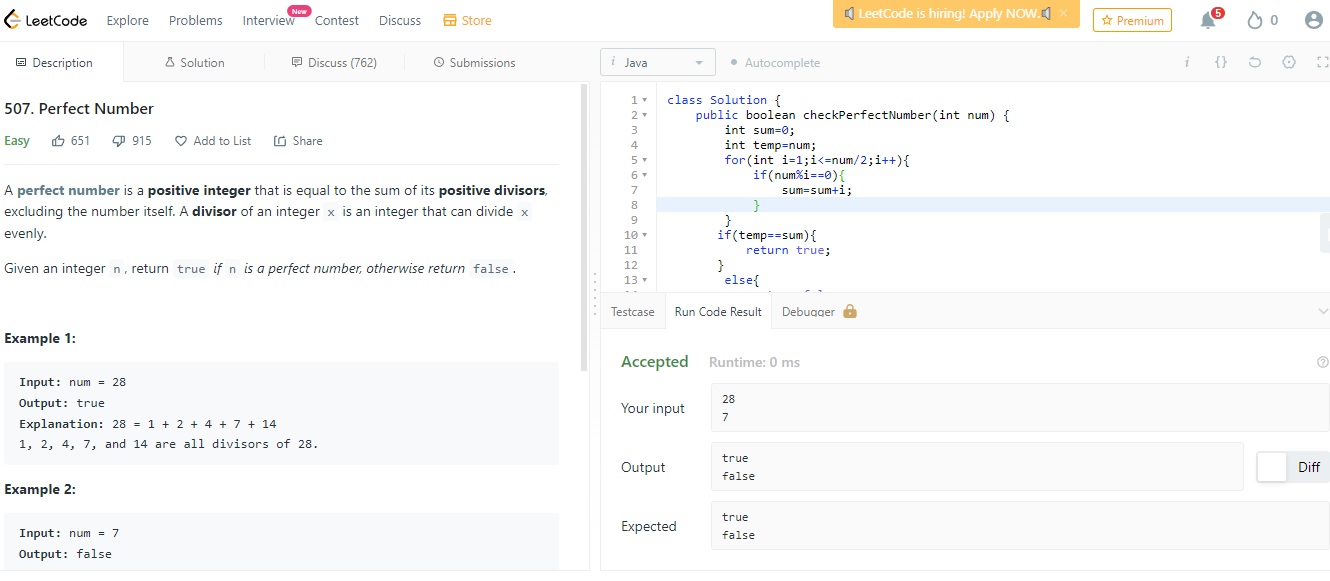 LeetCode Explore Problems Interview New Contest Discuss Store LeetCode is hiring! Apply NOW. × Premium 5 0
Description Solution Discuss (762) Submissions
i Java Autocomplete i {}
507. Perfect Number
Easy 651 915 Add to List Share
A perfect number is a positive integer that is equal to the sum of its positive divisors,
excluding the number itself. A divisor of an integer x is an integer that can divide x
evenly.
Given an integer n, return true if n is a perfect number, otherwise return false.
Example 1:
Input: num = 28
Output: true
Explanation: 28 = 1 + 2 + 4 + 7 + 14
1, 2, 4, 7, and 14 are all divisors of 28.
Example 2:
Input: num = 7
Output: false
1 class Solution {
2 public boolean checkPerfectNumber(int num) {
3 int sum=0;
4 int temp=num;
5 for(int i=1;i<=num/2;i++){
6 if(num%i==0){
7 sum=sum+i;
8 }
9 }
10 if(temp==sum){
11 return true;
12 }
13 else{
Testcase Run Code Result Debugger
Accepted Runtime: 0 ms ?
Your input
28
7
Output
true
false
Diff
Expected
true
false